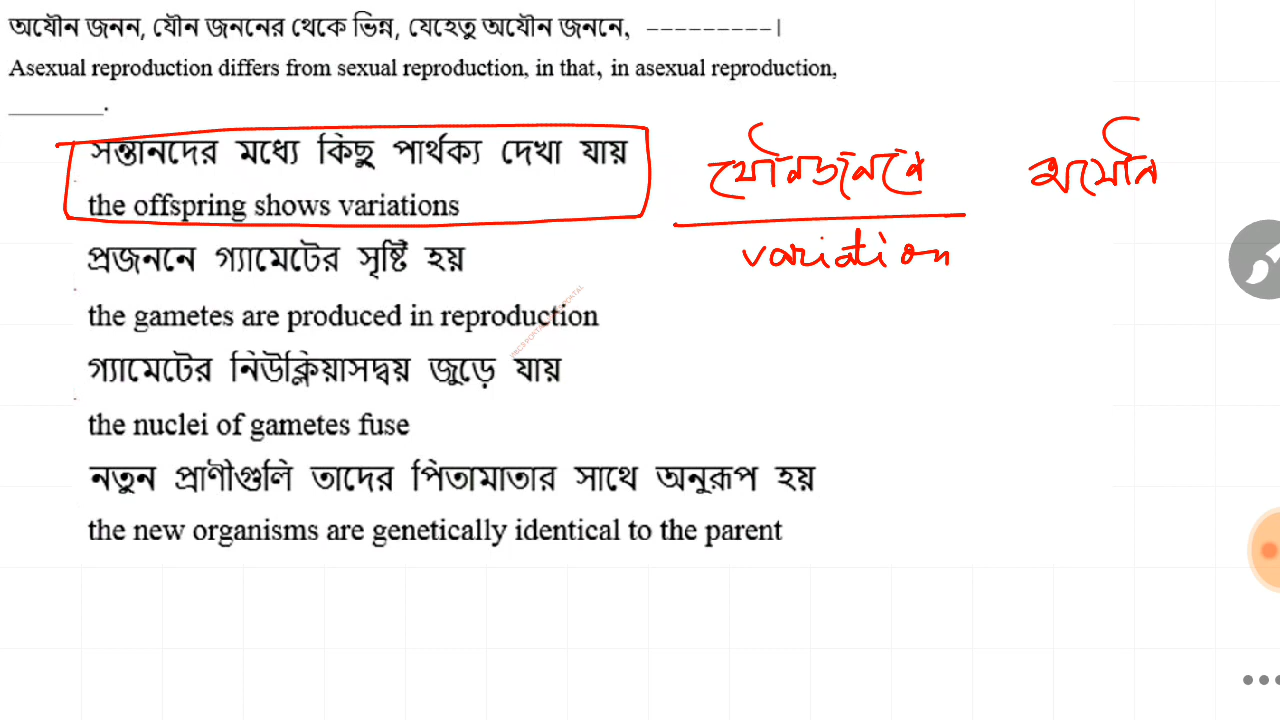 অযৌন জনন, যৌন জননের থেকে ভিন্ন, যেহেতু অযৌন জননে, ---------।
Asexual reproduction differs from sexual reproduction, in that, in asexual reproduction,
________.
সন্তানদের মধ্যে কিছু পার্থক্য দেখা যায়
the offspring shows variations
যৌনজননে অযৌন
variation
প্রজননে গ্যামেটের সৃষ্টি হয়
the gametes are produced in reproduction
গ্যামেটের নিউক্লিয়াসদ্বয় জুড়ে যায়
the nuclei of gametes fuse
নতুন প্রাণীগুলি তাদের পিতামাতার সাথে অনুরূপ হয়
the new organisms are genetically identical to the parent